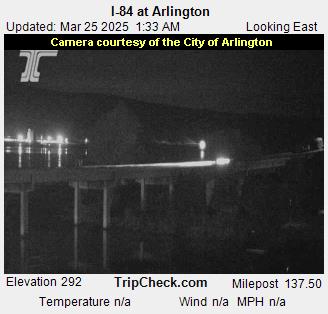 I-84 at Arlington
Updated: Mar 25 2025 1:33 AM Looking East
Camera courtesy of the City of Arlington
Elevation 292 TripCheck.com Milepost 137.50
Temperature n/a Wind n/a MPH n/a